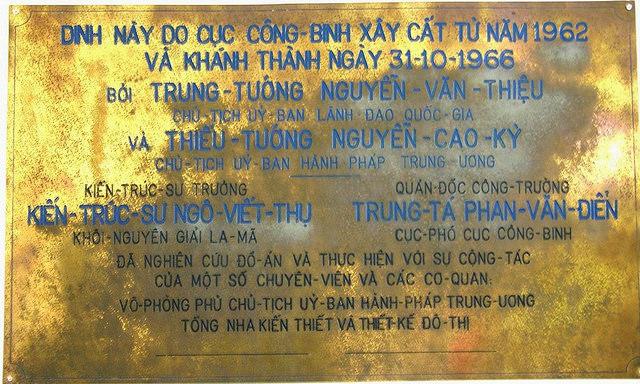 DINH NÀY DO CỤC CÔNG-BINH XÂY CẤT TỪ NĂM 1962
VÀ KHÁNH THÀNH NGÀY 31-10-1966
BỞI TRUNG-TƯỚNG NGUYỄN-VĂN-THIỆU
CHỦ-TỊCH UỶ-BAN LÃNH ĐẠO QUỐC-GIA
VÀ THIẾU-TƯỚNG NGUYỄN-CAO-KỲ
CHỦ-TỊCH UỶ-BAN HÀNH PHÁP TRUNG ƯƠNG
KIẾN-TRÚC-SƯ TRƯỞNG QUẢN-ĐỐC CÔNG-TRƯỜNG
KIẾN-TRÚC-SƯ NGÔ-VIẾT-THỤ TRUNG-TÁ PHAN-VĂN-ĐIỂN
KHÔI-NGUYÊN GIẢI LA-MÃ CỤC-PHÓ CỤC CÔNG-BINH
ĐÃ NGHIÊN CỨU ĐỒ-ÁN VÀ THỰC HIỆN VỚI SỰ CỘNG-TÁC
CỦA MỘT SỐ CHUYÊN-VIÊN VÀ CÁC CƠ-QUAN:
VÕ-PHÒNG PHỦ CHỦ-TỊCH UỶ-BAN HÀNH-PHÁP TRUNG-ƯƠNG
TỔNG NHA KIẾN THIẾT VÀ THIẾT-KẾ ĐÔ-THỊ